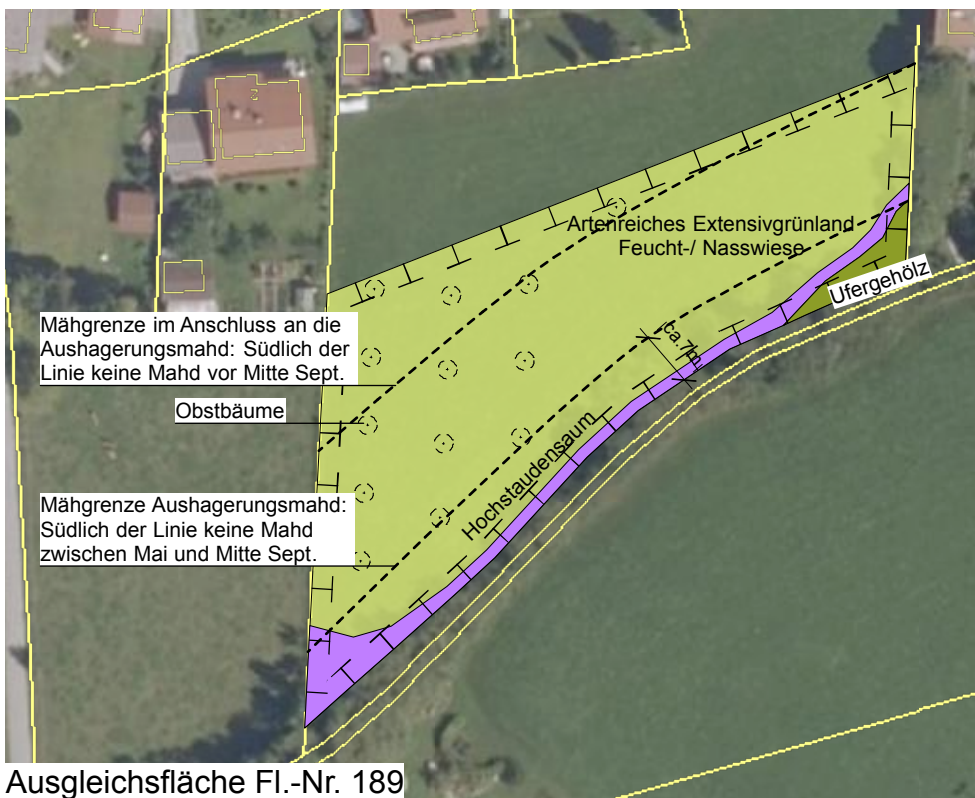 Artenreiches Extensivgrünland
Feucht-/ Nasswiese
Ufergehölz
Mähgrenze im Anschluss an die
Aushagerungsmahd: Südlich der
Linie keine Mahd vor Mitte Sept.
ca.7m
Obstbäume
Hochstaudensaum
Mähgrenze Aushagerungsmahd:
Südlich der Linie keine Mahd
zwischen Mai und Mitte Sept.
Ausgleichsfläche Fl.-Nr. 189